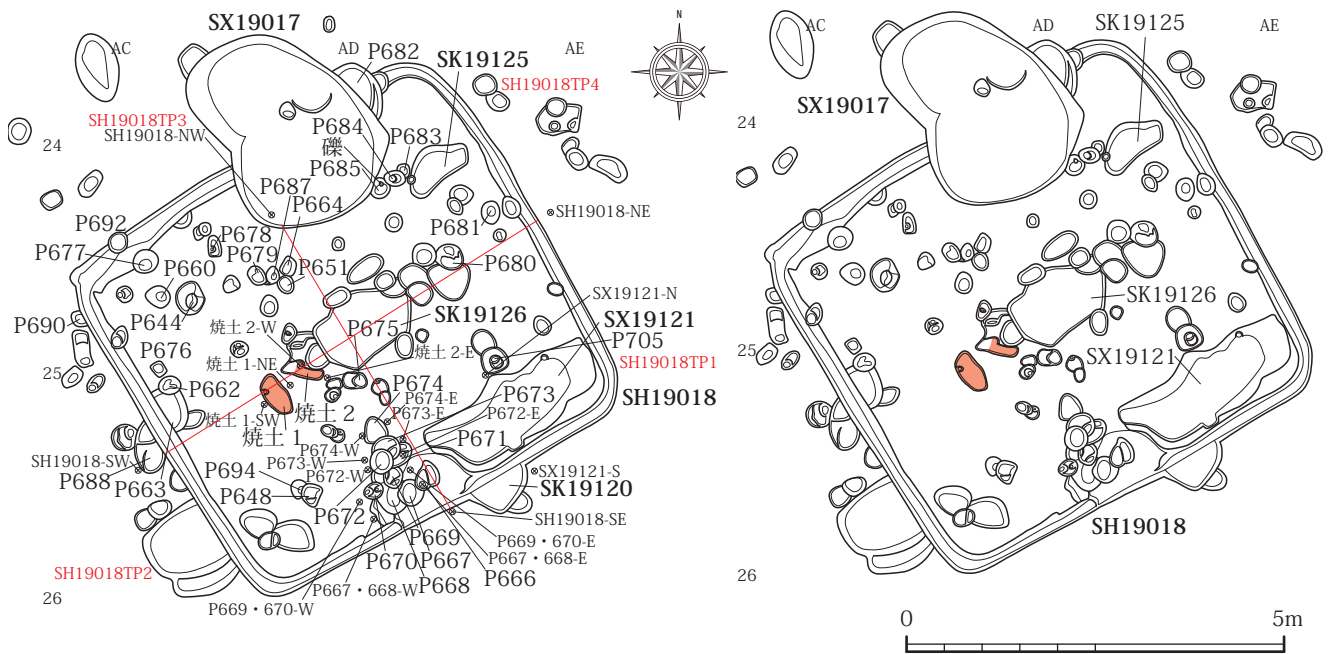 SX19017
AC
AD
P682
AE
SK19125
SH19018TP4
N
SH19018TP3
SH19018-NW
24
P684
礫
P683
P685
P687
P664
SH19018-NE
P692
P677
P678
P679
P681
P660
P651
P680
P644
SX19121-N
P690
焼土 2-W
P675
SK19126
SX19121
P705
焼土 2-E
SH19018TP1
P676
焼土 1-NE
25
P662
P674
P674-E
P673
SH19018
P673-E
P672-E
焼土 1-SW
焼土 2
焼土 1
P674-W
P671
SH19018-SW
P673-W
P688
P663
P694
P672-W
SX19121-S
P648
SK19120
P672
SH19018-SE
P669
P669・670-E
P670
P667
P667・668-E
P668
P666
SH19018TP2
26
P667・668-W
P669・670-W
AC
AD
AE
SK19125
SX19017
24
SK19126
25
SX19121
SH19018
26
0
5m